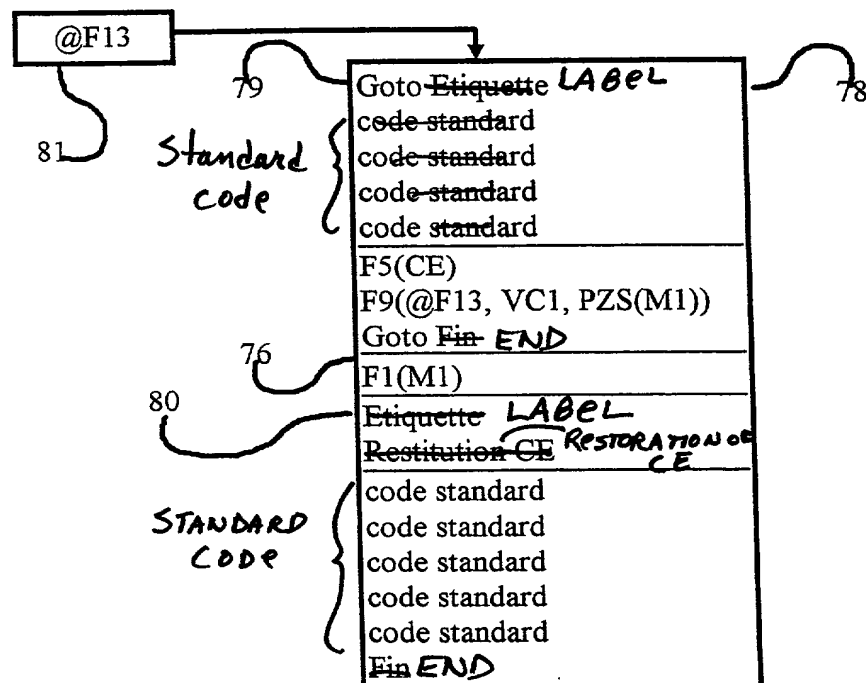 @F13
79
Goto Etiquette LABEL
78
81
Standard
code
code standard
code standard
code standard
code standard
F5(CE)
F9(@F13, VC1, PZS(M1))
Goto Fin END
76
F1(M1)
80
Etiquette LABEL
Restitution CE RESTORATION OF
CE
STANDARD
CODE
code standard
code standard
code standard
code standard
code standard
Fin END